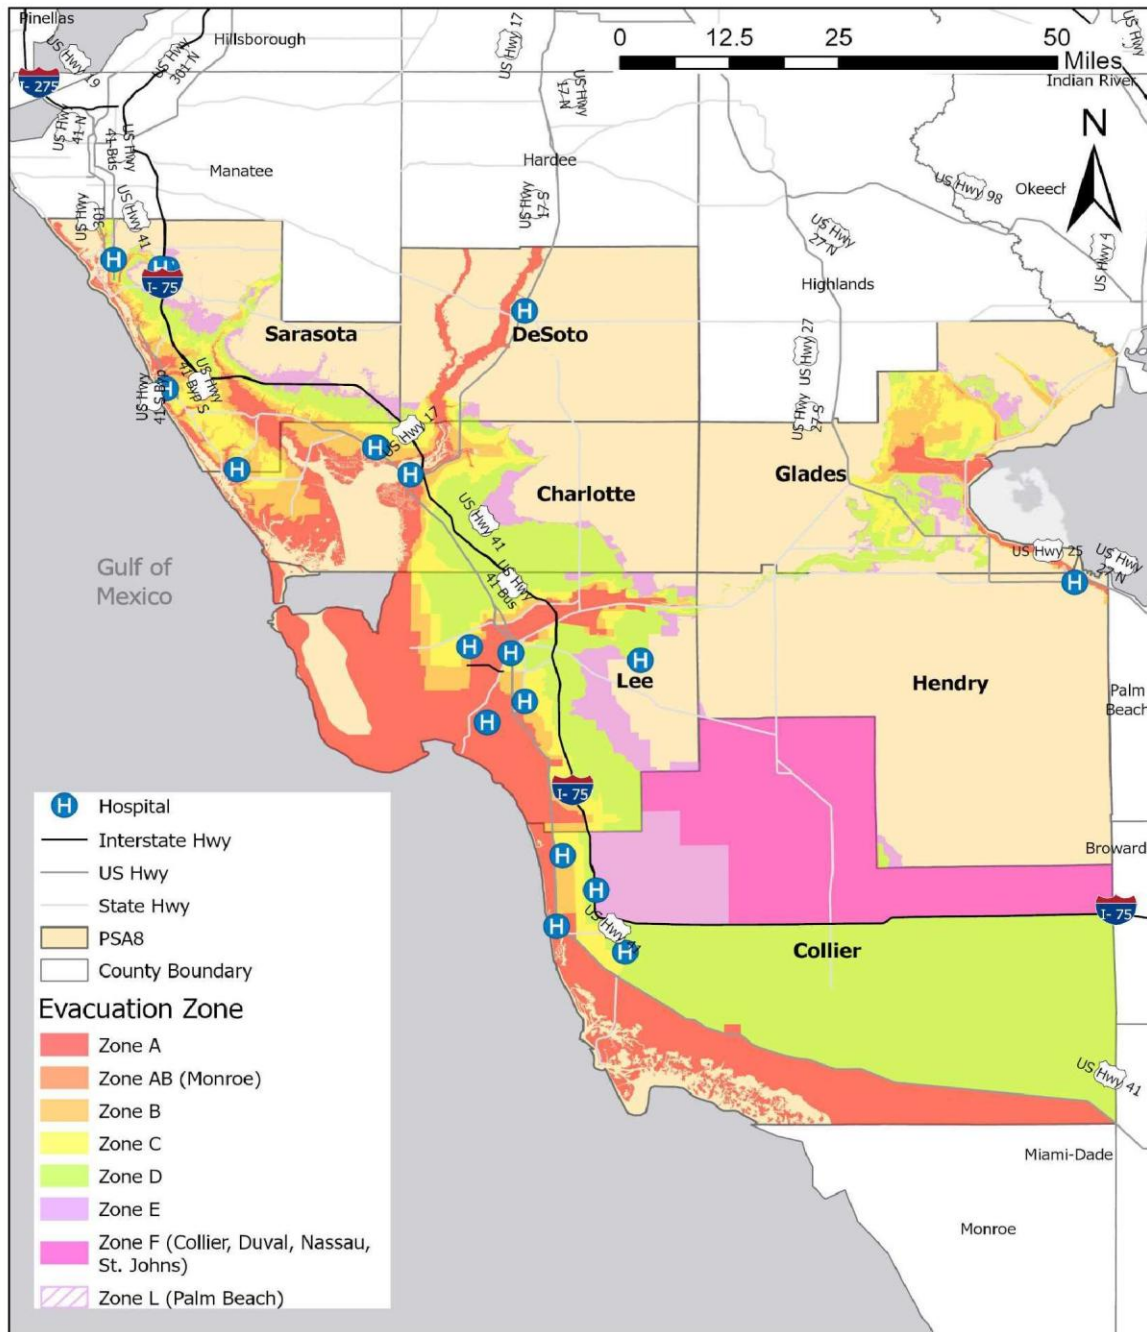 Pinellas
Hillsborough
US Hwy 17
0 12.5 25 50
Miles
Indian River
US Hwy 19
US Hwy
301 N
I- 275
US Hwy
41 N
US Hwy
41 Bus
US Hwy
17 N
Manatee
Hardee
N
US Hwy 98
Okeech
US Hwy
301
US Hwy
41
US Hwy
17 S
US Hwy
27 N
US Hwy 4
H
H
I- 75
Highlands
H
Sarasota
DeSoto
US Hwy 27
US Hwy
41 Byp S
US Hwy
41 S Byp
H
US Hwy 17
US Hwy
27 S
H
H
H
Glades
Charlotte
US Hwy 41
US Hwy 25
US Hwy
27 N
Gulf of
Mexico
US Hwy
41 Bus
H
H
H
H
Lee
Hendry
Palm
Beach
H
H
I- 75
H Hospital
Interstate Hwy
US Hwy
State Hwy
PSA8
County Boundary
Broward
H
H
I- 75
H
US Hwy 41
H
Collier
Evacuation Zone
Zone A
Zone AB (Monroe)
Zone B
Zone C
Zone D
Zone E
Zone F (Collier, Duval, Nassau,
St. Johns)
Zone L (Palm Beach)
US Hwy 41
Miami-Dade
Monroe